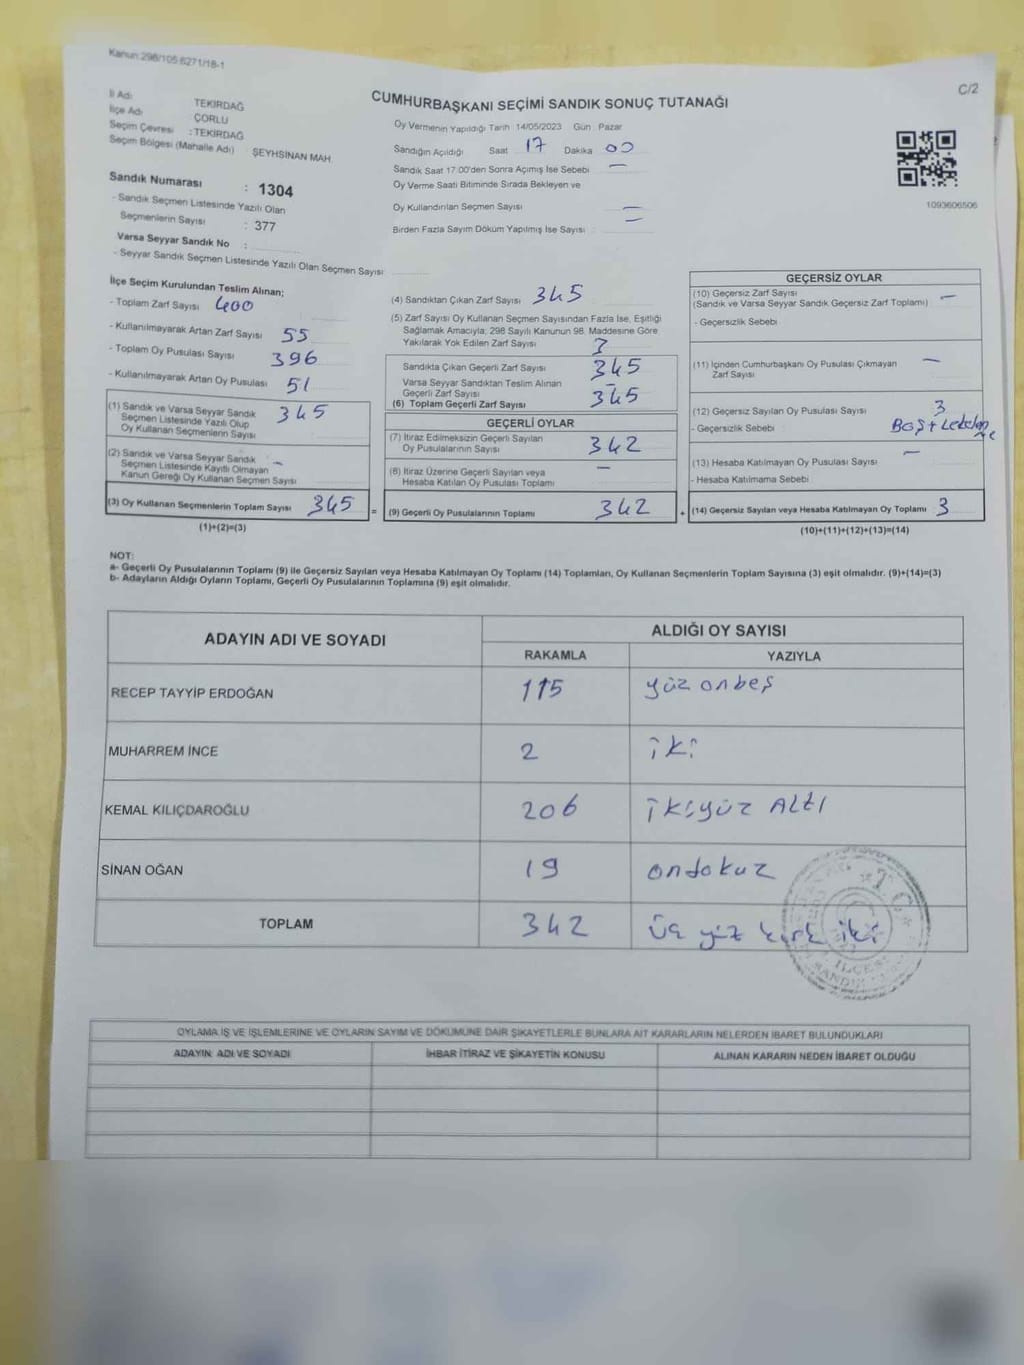 Kanun:298/105.6271/18-1
C/2
CUMHURBAŞKANI SEÇİMİ SANDIK SONUÇ TUTANAĞI
İl Adı TEKİRDAĞ
İlçe Adı ÇORLU
Seçim Çevresi : TEKİRDAĞ
Seçim Bölgesi (Mahalle Adı) ŞEYHSİNAN MAH.
Sandık Numarası : 1304
- Sandık Seçmen Listesinde Yazılı Olan
Seçmenlerin Sayısı : 377
Varsa Seyyar Sandık No :
- Seyyar Sandık Seçmen Listesinde Yazılı Olan Seçmen Sayısı
Oy Vermenin Yapıldığı Tarih 14/05/2023 Gün Pazar
Sandığın Açıldığı Saat 17 Dakika 00
Sandık Saat 17:00'den Sonra Açımış İse Sebebi —
Oy Verme Saati Bitiminde Sırada Bekleyen ve
Oy Kullandırılan Seçmen Sayısı —
Birden Fazla Sayım Döküm Yapılmış İse Sayısı —
1093606506
İlçe Seçim Kurulundan Teslim Alınan;
- Toplam Zarf Sayısı 400
- Kullanılmayarak Artan Zarf Sayısı 55
- Toplam Oy Pusulası Sayısı 396
- Kullanılmayarak Artan Oy Pusulası 51
(1) Sandık ve Varsa Seyyar Sandık 345
Seçmen Listesinde Yazılı Olup
Oy Kullanan Seçmenlerin Sayısı
(2) Sandık ve Varsa Seyyar Sandık —
Seçmen Listesinde Kayıtlı Olmayan
Kanun Gereği Oy Kullanan Seçmen Sayısı
(3) Oy Kullanan Seçmenlerin Toplam Sayısı 345 =
(1)+(2)=(3)
(4) Sandıktan Çıkan Zarf Sayısı 345
(5) Zarf Sayısı Oy Kullanan Seçmen Sayısından Fazla İse, Eşitliği
Sağlamak Amacıyla; 298 Sayılı Kanunun 98. Maddesine Göre
Yakılarak Yok Edilen Zarf Sayısı
Sandıkta Çıkan Geçerli Zarf Sayısı 345
Varsa Seyyar Sandıktan Teslim Alınan
Geçerli Zarf Sayısı —
(6) Toplam Geçerli Zarf Sayısı 345
GEÇERLİ OYLAR
(7) İtiraz Edilmeksizin Geçerli Sayılan
Oy Pusulalarının Sayısı 342
(8) İtiraz Üzerine Geçerli Sayılan veya —
Hesaba Katılan Oy Pusulası Toplamı
(9) Geçerli Oy Pusulalarının Toplamı 342 +
GEÇERSİZ OYLAR
(10) Geçersiz Zarf Sayısı —
(Sandık ve Varsa Seyyar Sandık Geçersiz Zarf Toplamı)
- Geçersizlik Sebebi
(11) İçinden Cumhurbaşkanı Oy Pusulası Çıkmayan —
Zarf Sayısı
(12) Geçersiz Sayılan Oy Pusulası Sayısı 3
- Geçersizlik Sebebi BOŞ+
(13) Hesaba Katılmayan Oy Pusulası Sayısı —
- Hesaba Katılmama Sebebi
(14) Geçersiz Sayılan veya Hesaba Katılmayan Oy Toplamı 3
(10)+(11)+(12)+(13)=(14)
NOT:
a- Geçerli Oy Pusulalarının Toplamı (9) ile Geçersiz Sayılan veya Hesaba Katılmayan Oy Toplamı (14) Toplamları, Oy Kullanan Seçmenlerin Toplam Sayısına (3) eşit olmalıdır. (9)+(14)=(3)
b- Adayların Aldığı Oyların Toplamı, Geçerli Oy Pusulalarının Toplamına (9) eşit olmalıdır.
ADAYIN ADI VE SOYADI ALDIĞI OY SAYISI
RAKAMLA YAZIYLA
RECEP TAYYİP ERDOĞAN 115 yüz onbeş
MUHARREM İNCE 2 iki
KEMAL KILIÇDAROĞLU 206 ikiyüz ALTI
SİNAN OĞAN 19 ondokuz
TOPLAM 342 Üç yüz kırk iki
T.C.
OYLAMA İŞ VE İŞLEMLERİNE VE OYLARIN SAYIM VE DÖKÜMÜNE DAİR ŞİKAYETLERLE BUNLARA AİT KARARLARIN NELERDEN İBARET BULUNDUKLARI
ADAYIN ADI VE SOYADI İHBAR İTİRAZ VE ŞİKAYETİN KONUSU ALINAN KARARIN NEDEN İBARET OLDUĞU